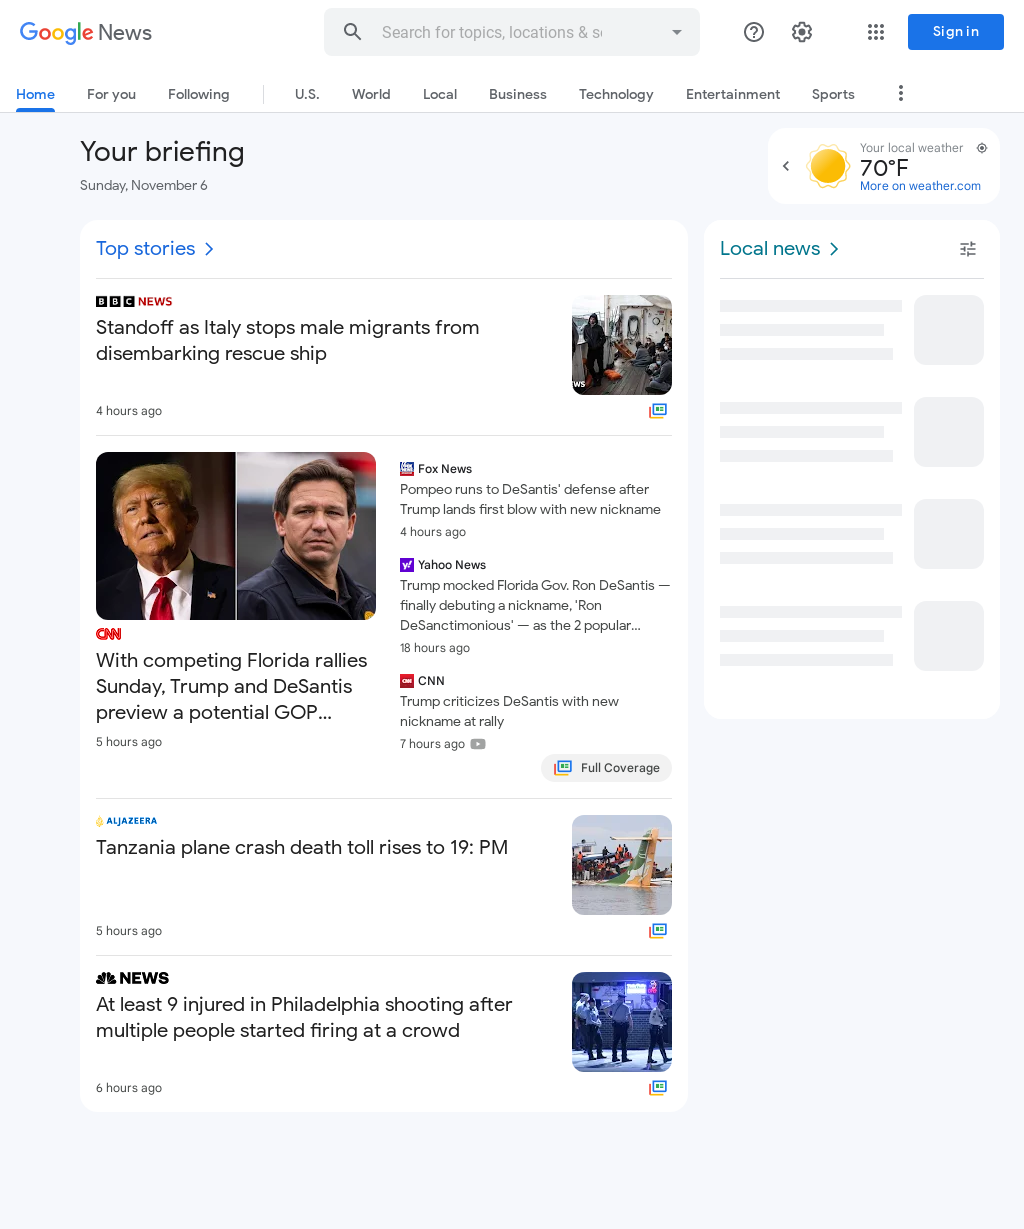 Google News
Search for topics, locations & so
Sign in
Home
For you
Following
U.S.
World
Local
Business
Technology
Entertainment
Sports
Your briefing
Sunday, November 6
Your local weather
70°F
More on weather.com
Top stories
Local news
BBC NEWS
Standoff as Italy stops male migrants from
disembarking rescue ship
4 hours ago
CNN
With competing Florida rallies
Sunday, Trump and DeSantis
preview a potential GOP...
5 hours ago
Fox News
Pompeo runs to DeSantis' defense after
Trump lands first blow with new nickname
4 hours ago
Yahoo News
Trump mocked Florida Gov. Ron DeSantis —
finally debuting a nickname, 'Ron
DeSanctimonious' — as the 2 popular...
18 hours ago
CNN
Trump criticizes DeSantis with new
nickname at rally
7 hours ago
Full Coverage
ALJAZEERA
Tanzania plane crash death toll rises to 19: PM
5 hours ago
NEWS
At least 9 injured in Philadelphia shooting after
multiple people started firing at a crowd
6 hours ago